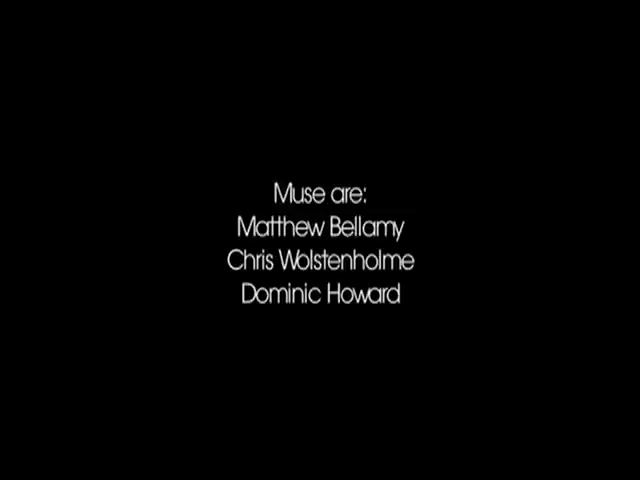 Muse are:
Matthew Bellamy
Chris Wolstenholme
Dominic Howard